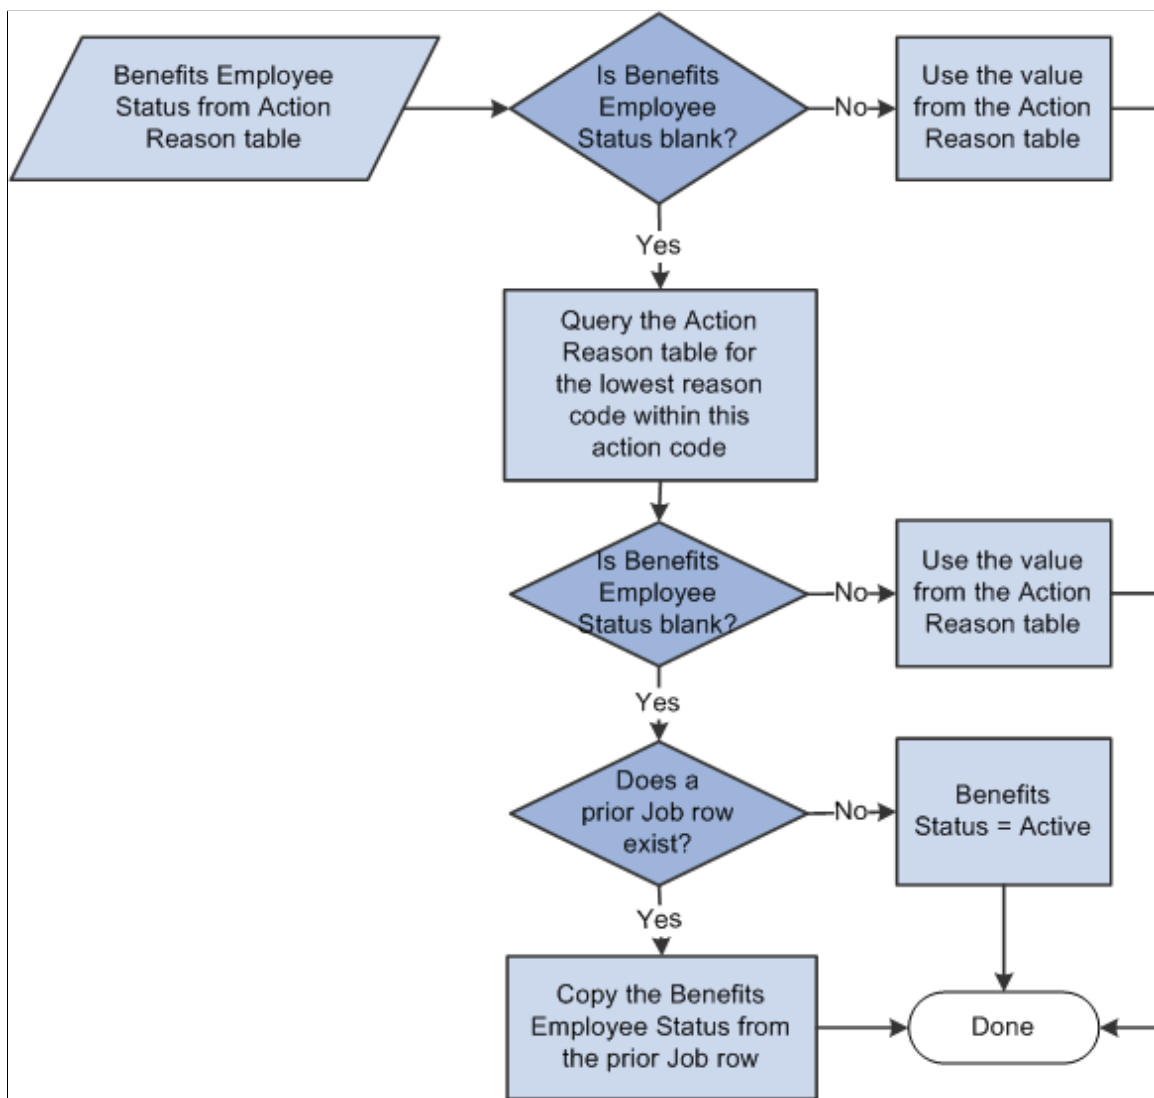 Benefits Employee
Status from Action
Reason table
Is Benefits
Employee
Status blank?
No
Use the value
from the Action
Reason table
Yes
Query the Action
Reason table for
the lowest reason
code within this
action code
Is Benefits
Employee
Status blank?
No
Use the value
from the Action
Reason table
Yes
Does a
prior Job row
exist?
No
Benefits
Status = Active
Yes
Copy the Benefits
Employee Status from
the prior Job row
Done